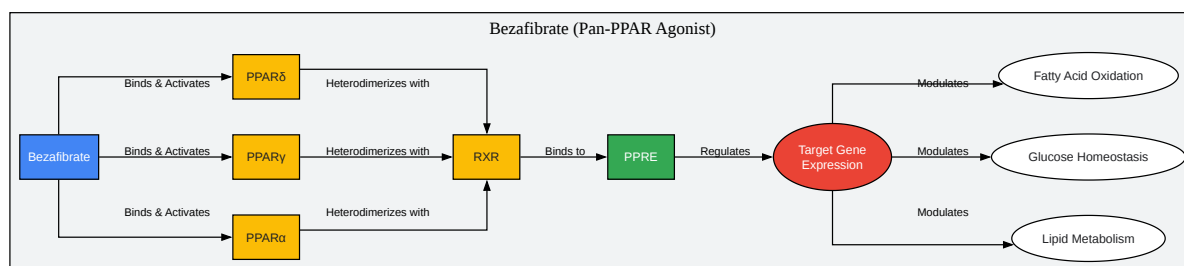 Bezafibrate (Pan-PPAR Agonist)
Binds & Activates
PPARδ
Heterodimerizes with
Modulates
Fatty Acid Oxidation
Bezafibrate
Binds & Activates
PPARγ
Heterodimerizes with
RXR
Binds to
PPRE
Regulates
Target Gene
Expression
Modulates
Glucose Homeostasis
Binds & Activates
PPARα
Heterodimerizes with
Modulates
Lipid Metabolism